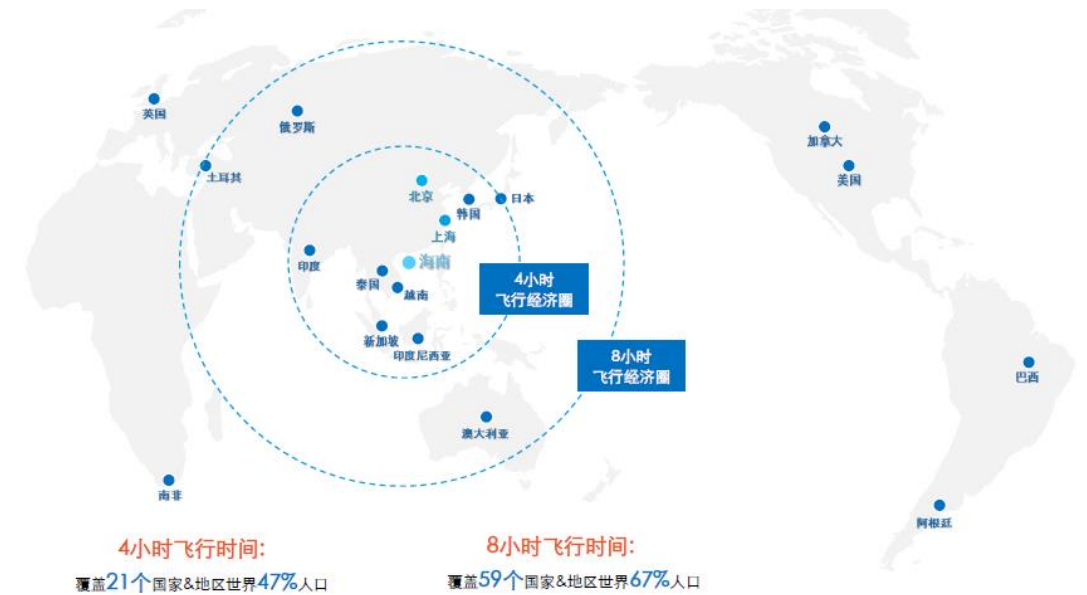 英国
俄罗斯
加拿大
土耳其
美国
北京
日本
韩国
上海
海南
印度
泰国
越南
4小时
飞行经济圈
新加坡
印度尼西亚
8小时
飞行经济圈
巴西
澳大利亚
南非
阿根廷
4小时飞行时间:
覆盖21个国家&地区世界47%人口
8小时飞行时间:
覆盖59个国家&地区世界67%人口